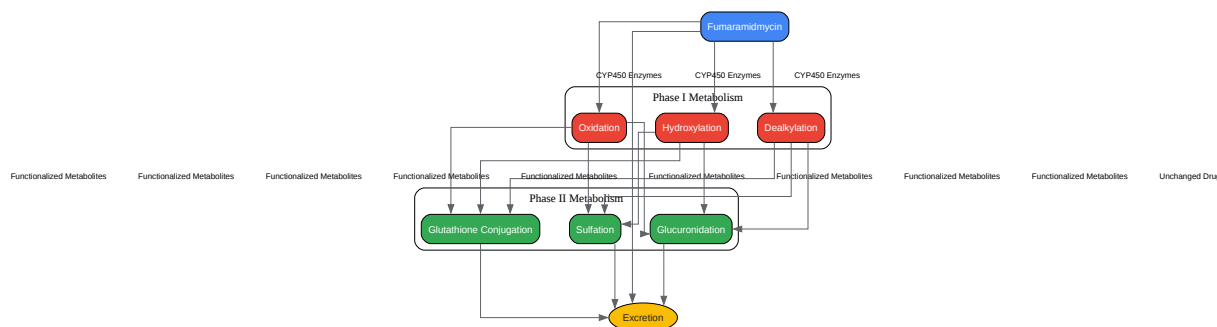 Fumaramidmycin
CYP450 Enzymes
CYP450 Enzymes
CYP450 Enzymes
Phase I Metabolism
Oxidation
Hydroxylation
Dealkylation
Functionalized Metabolites
Functionalized Metabolites
Functionalized Metabolites
Functionalized Metabolites
Functionalized Metabolites
Functionalized Metabolites
Functionalized Metabolites
Functionalized Metabolites
Functionalized Metabolites
Unchanged Drug
Phase II Metabolism
Glutathione Conjugation
Sulfation
Glucuronidation
Excretion